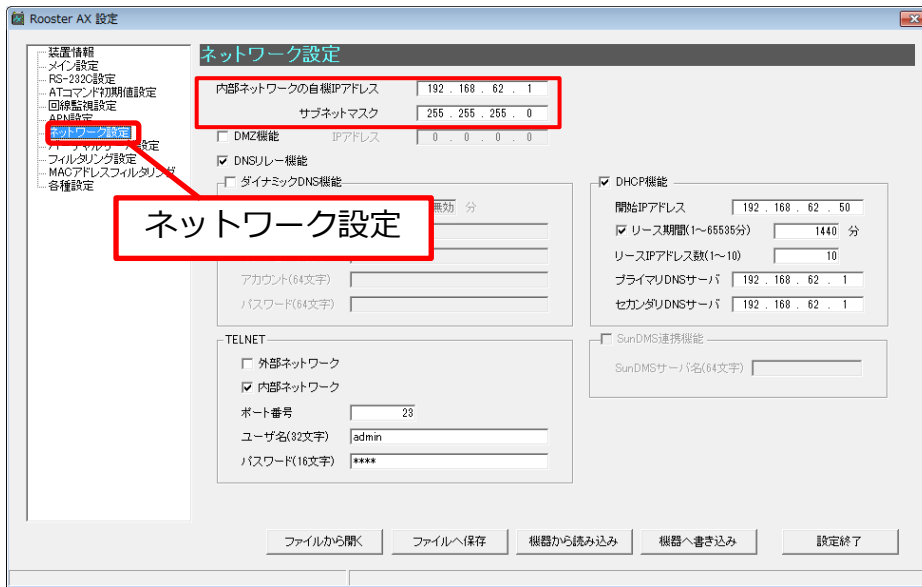 Rooster AX 設定
装置情報
メイン設定
RS-232C設定
ATコマンド初期値設定
回線監視設定
APN設定
ネットワーク設定
フィルタリング設定
MACアドレスフィルタリング
各種設定
ネットワーク設定
ネットワーク設定
内部ネットワークの自機IPアドレス 192 . 168 . 62 . 1
サブネットマスク 255 . 255 . 255 . 0
DMZ機能 IPアドレス 0 . 0 . 0 . 0
DNSリレー機能
ダイナミックDNS機能
無効 分
アカウント(64文字)
パスワード(64文字)
DHCP機能
開始IPアドレス 192 . 168 . 62 . 50
リース期間(1～65535分) 1440 分
リースIPアドレス数(1～10) 10
プライマリDNSサーバ 192 . 168 . 62 . 1
セカンダリDNSサーバ 192 . 168 . 62 . 1
TELNET
外部ネットワーク
内部ネットワーク
ポート番号 23
ユーザ名(32文字) admin
パスワード(16文字) ****
SunDMS連携機能
SunDMSサーバ名(64文字)
ファイルから開く ファイルへ保存 機器から読み込み 機器へ書き込み 設定終了